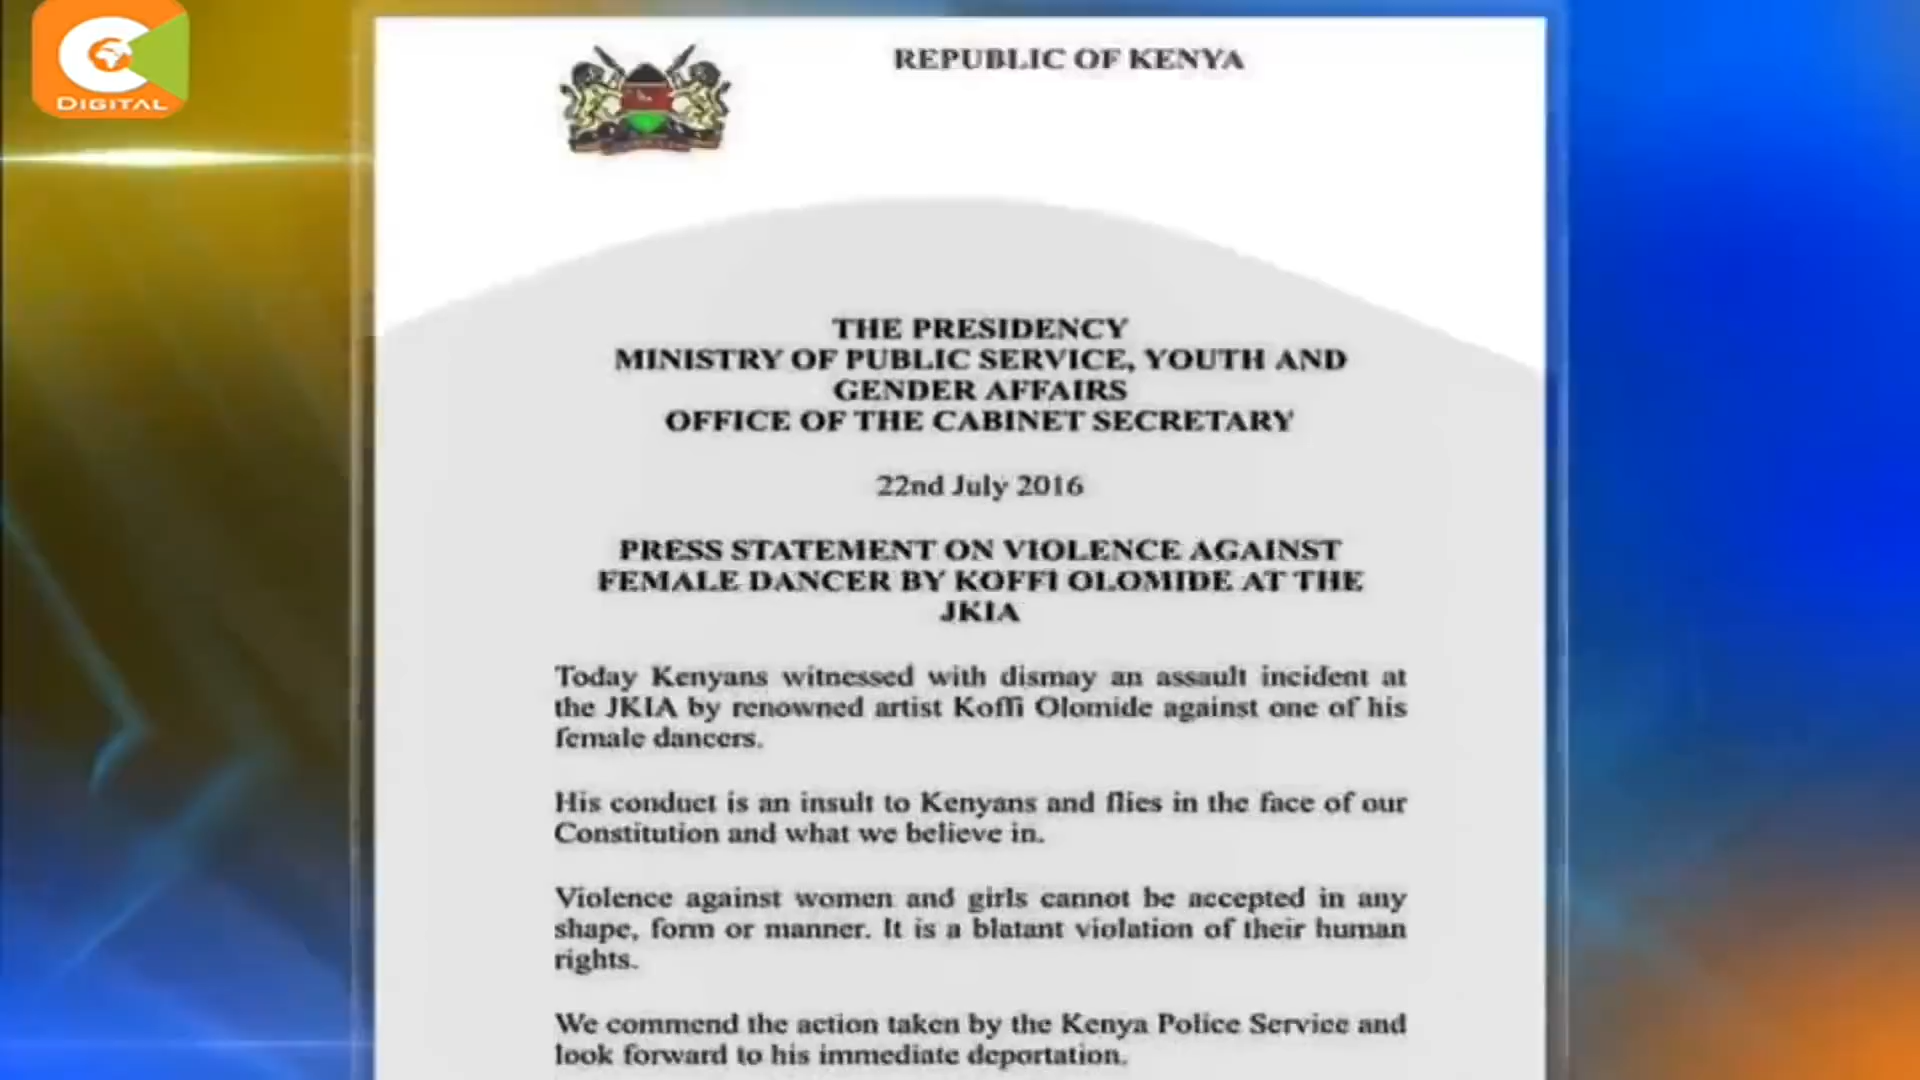 DIGITAL
REPUBLIC OF KENYA
THE PRESIDENCY
MINISTRY OF PUBLIC SERVICE, YOUTH AND
GENDER AFFAIRS
OFFICE OF THE CABINET SECRETARY
22nd July 2016
PRESS STATEMENT ON VIOLENCE AGAINST
FEMALE DANCER BY KOFFI OLOMIDE AT THE
JKIA
Today Kenyans witnessed with dismay an assault incident at
the JKIA by renowned artist Koffi Olomide against one of his
female dancers.
His conduct is an insult to Kenyans and flies in the face of our
Constitution and what we believe in.
Violence against women and girls cannot be accepted in any
shape, form or manner. It is a blatant violation of their human
rights.
We commend the action taken by the Kenya Police Service and
look forward to his immediate deportation.